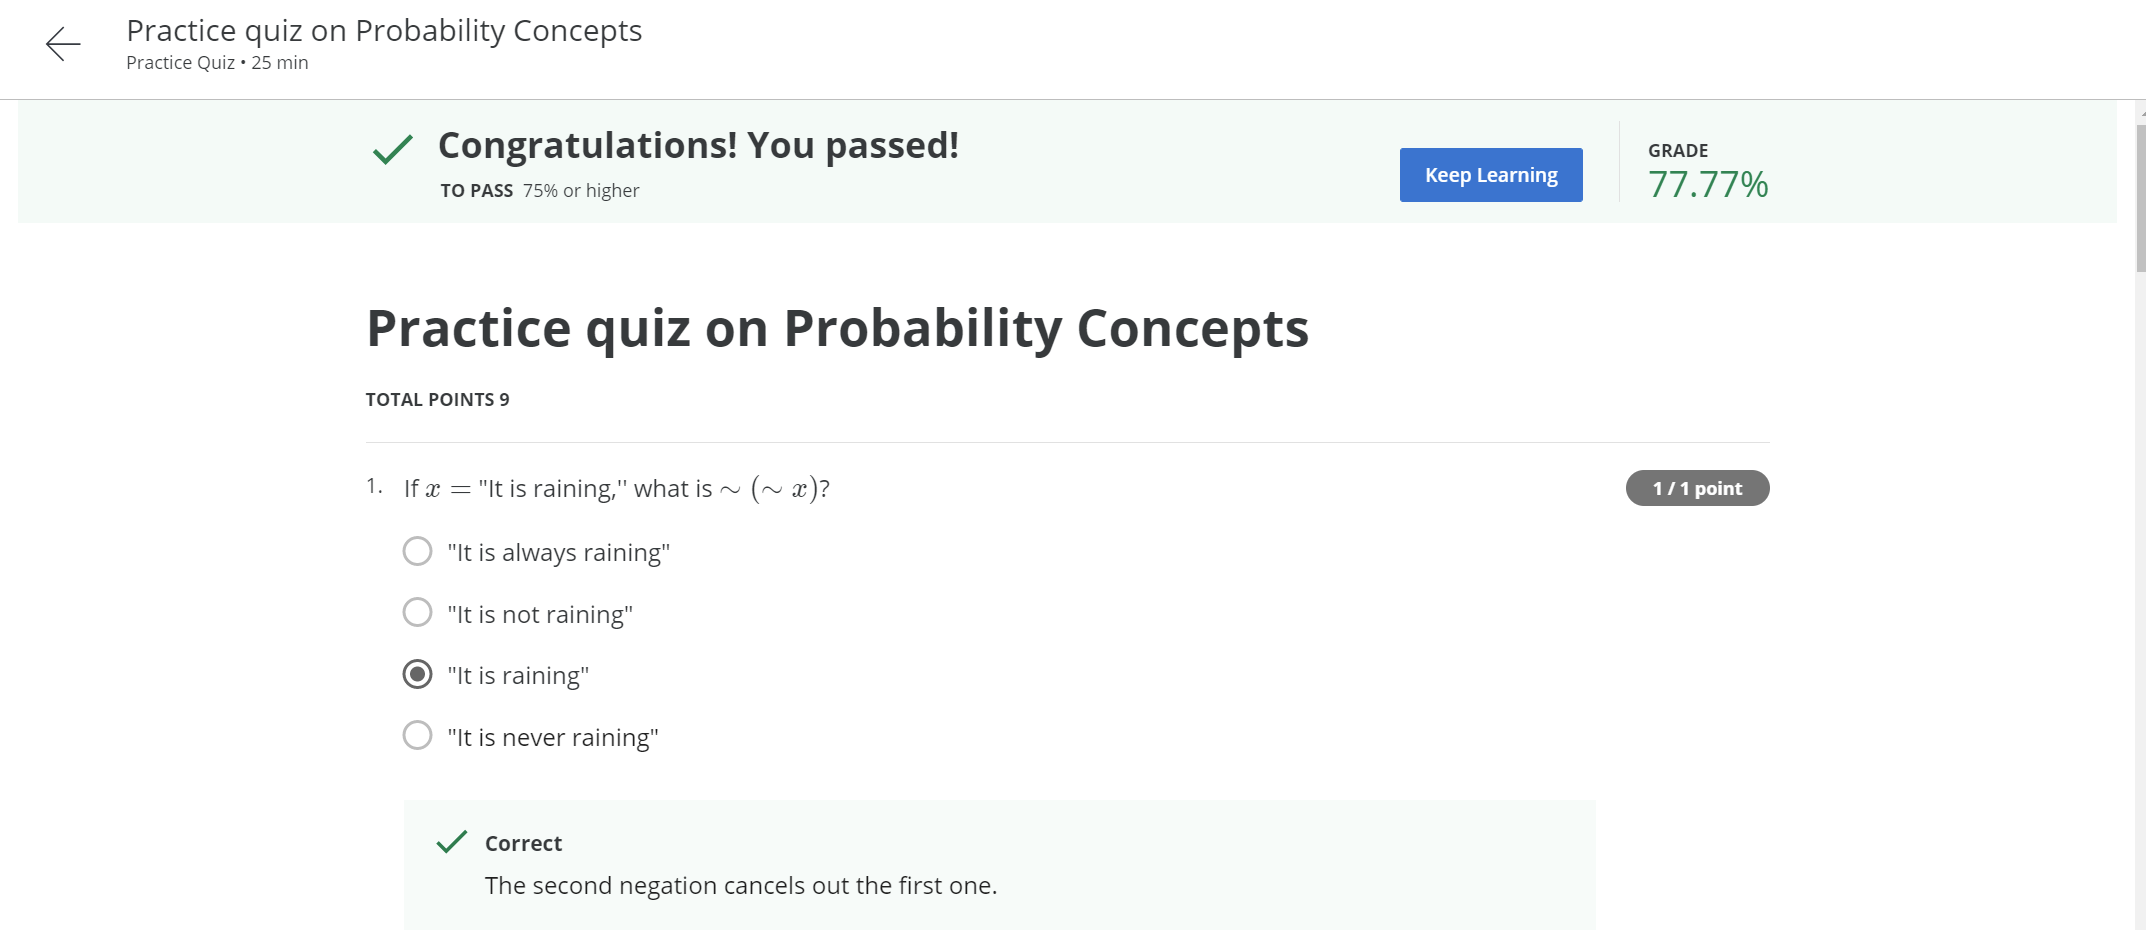 Practice quiz on Probability Concepts
Practice Quiz • 25 min
Congratulations! You passed!
TO PASS 75% or higher
Keep Learning
GRADE
77.77%
Practice quiz on Probability Concepts
TOTAL POINTS 9
1. If x = "It is raining,'' what is ∼ (∼ x)?
1 / 1 point
"It is always raining"
"It is not raining"
"It is raining"
"It is never raining"
Correct
The second negation cancels out the first one.